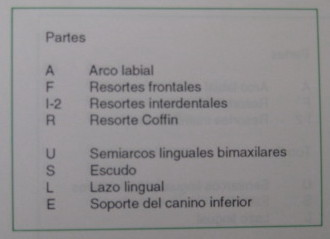 Partes
A Arco labial
F Resortes frontales
I-2 Resortes interdentales
R Resorte Coffin
U Semiarcos linguales bimaxilares
S Escudo
L Lazo lingual
E Soporte del canino inferior